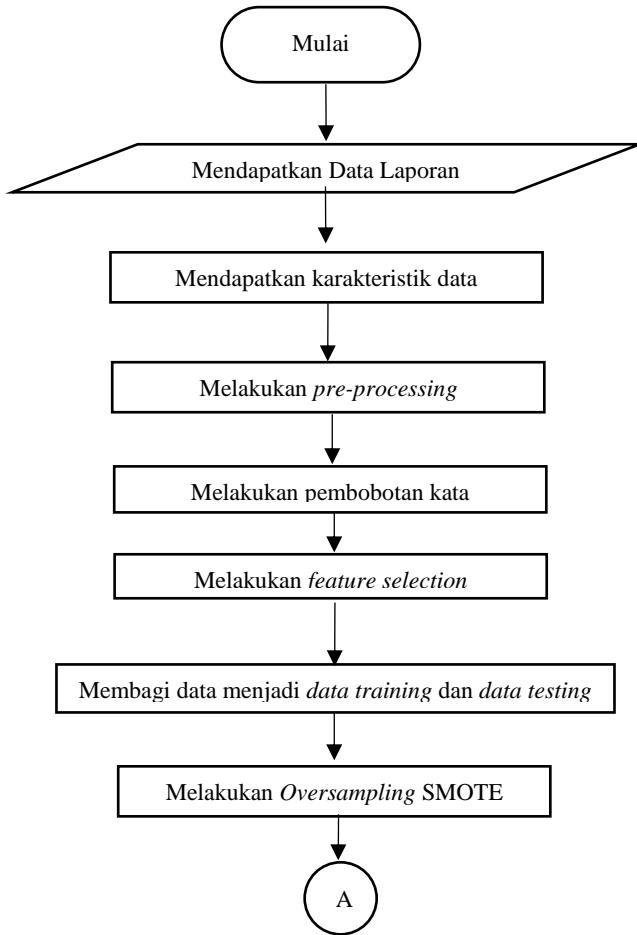 Mulai
Mendapatkan Data Laporan
Mendapatkan karakteristik data
Melakukan pre-processing
Melakukan pembobotan kata
Melakukan feature selection
Membagi data menjadi data training dan data testing
Melakukan Oversampling SMOTE
A